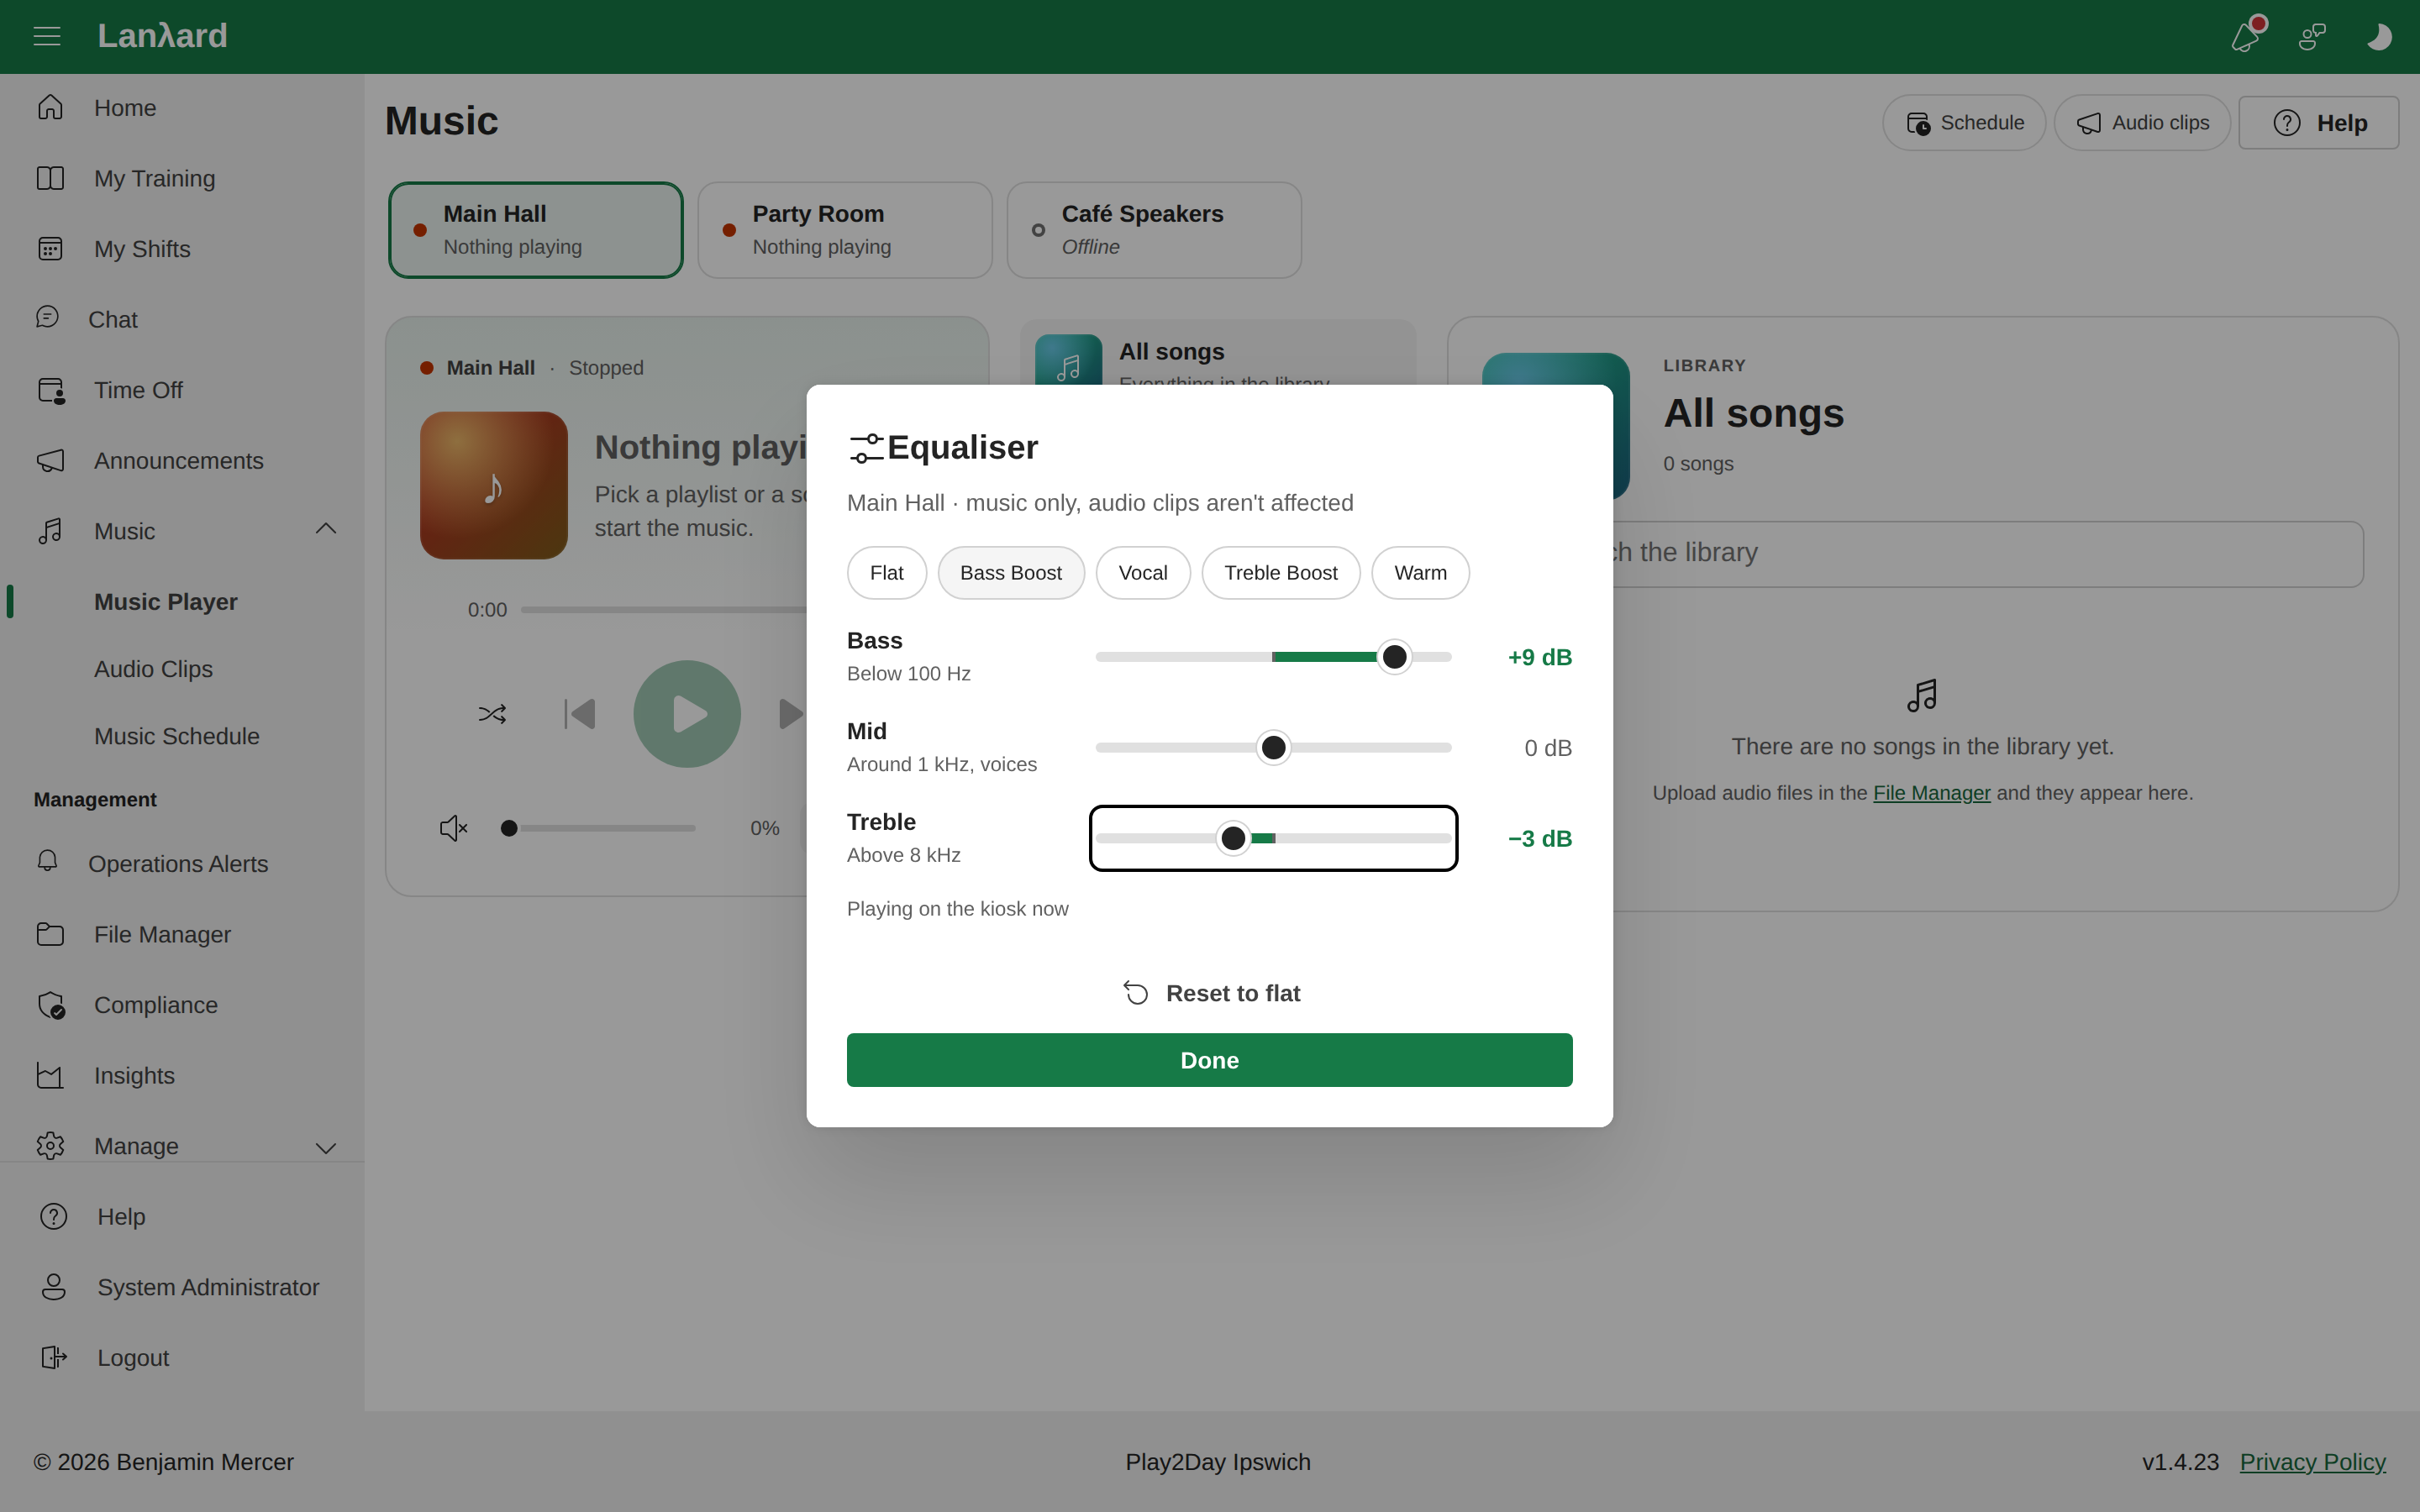 Lanλard
Home
My Training
My Shifts
Chat
Time Off
Announcements
Music
Music Player
Audio Clips
Music Schedule
Management
Operations Alerts
File Manager
Compliance
Insights
Manage
Help
System Administrator
Logout
Music
Schedule
Audio clips
Help
Main Hall
Nothing playing
Party Room
Nothing playing
Café Speakers
Offline
Main Hall · Stopped
Nothing
Pick a playlist or a
start the music.
0:00
0%
All songs
Everything in the library
LIBRARY
All songs
0 songs
the library
There are no songs in the library yet.
Upload audio files in the File Manager and they appear here.
Equaliser
Main Hall · music only, audio clips aren't affected
Flat
Bass Boost
Vocal
Treble Boost
Warm
Bass
Below 100 Hz
+9 dB
Mid
Around 1 kHz, voices
0 dB
Treble
Above 8 kHz
−3 dB
Playing on the kiosk now
Reset to flat
Done
© 2026 Benjamin Mercer
Play2Day Ipswich
v1.4.23
Privacy Policy